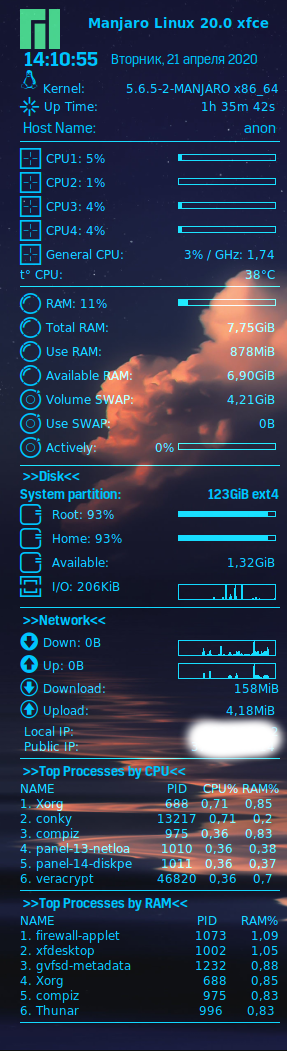 Manjaro Linux 20.0 xfce
14:10:55 Вторник, 21 апреля 2020
Kernel: 5.6.5-2-MANJARO x86_64
Up Time: 1h 35m 42s
Host Name: anon
CPU1: 5%
CPU2: 1%
CPU3: 4%
CPU4: 4%
General CPU: 3% / GHz: 1,74
t° CPU: 38°C
RAM: 11%
Total RAM: 7,75GiB
Use RAM: 878MiB
Available RAM: 6,90GiB
Volume SWAP: 4,21GiB
Use SWAP: 0B
Actively: 0%
>>Disk<<
System partition: 123GiB ext4
Root: 93%
Home: 93%
Available: 1,32GiB
I/O: 206KiB
>>Network<<
Down: 0B
Up: 0B
Download: 158MiB
Upload: 4,18MiB
Local IP:
Public IP:
>>Top Processes by CPU<<
NAME PID CPU% RAM%
1. Xorg 688 0,71 0,85
2. conky 13217 0,71 0,2
3. compiz 975 0,36 0,83
4. panel-13-netloa 1010 0,36 0,38
5. panel-14-diskpe 1011 0,36 0,37
6. veracrypt 46820 0,36 0,7
>>Top Processes by RAM<<
NAME PID RAM%
1. firewall-applet 1073 1,09
2. xfdesktop 1002 1,05
3. gvfsd-metadata 1232 0,88
4. Xorg 688 0,85
5. compiz 975 0,83
6. Thunar 996 0,83